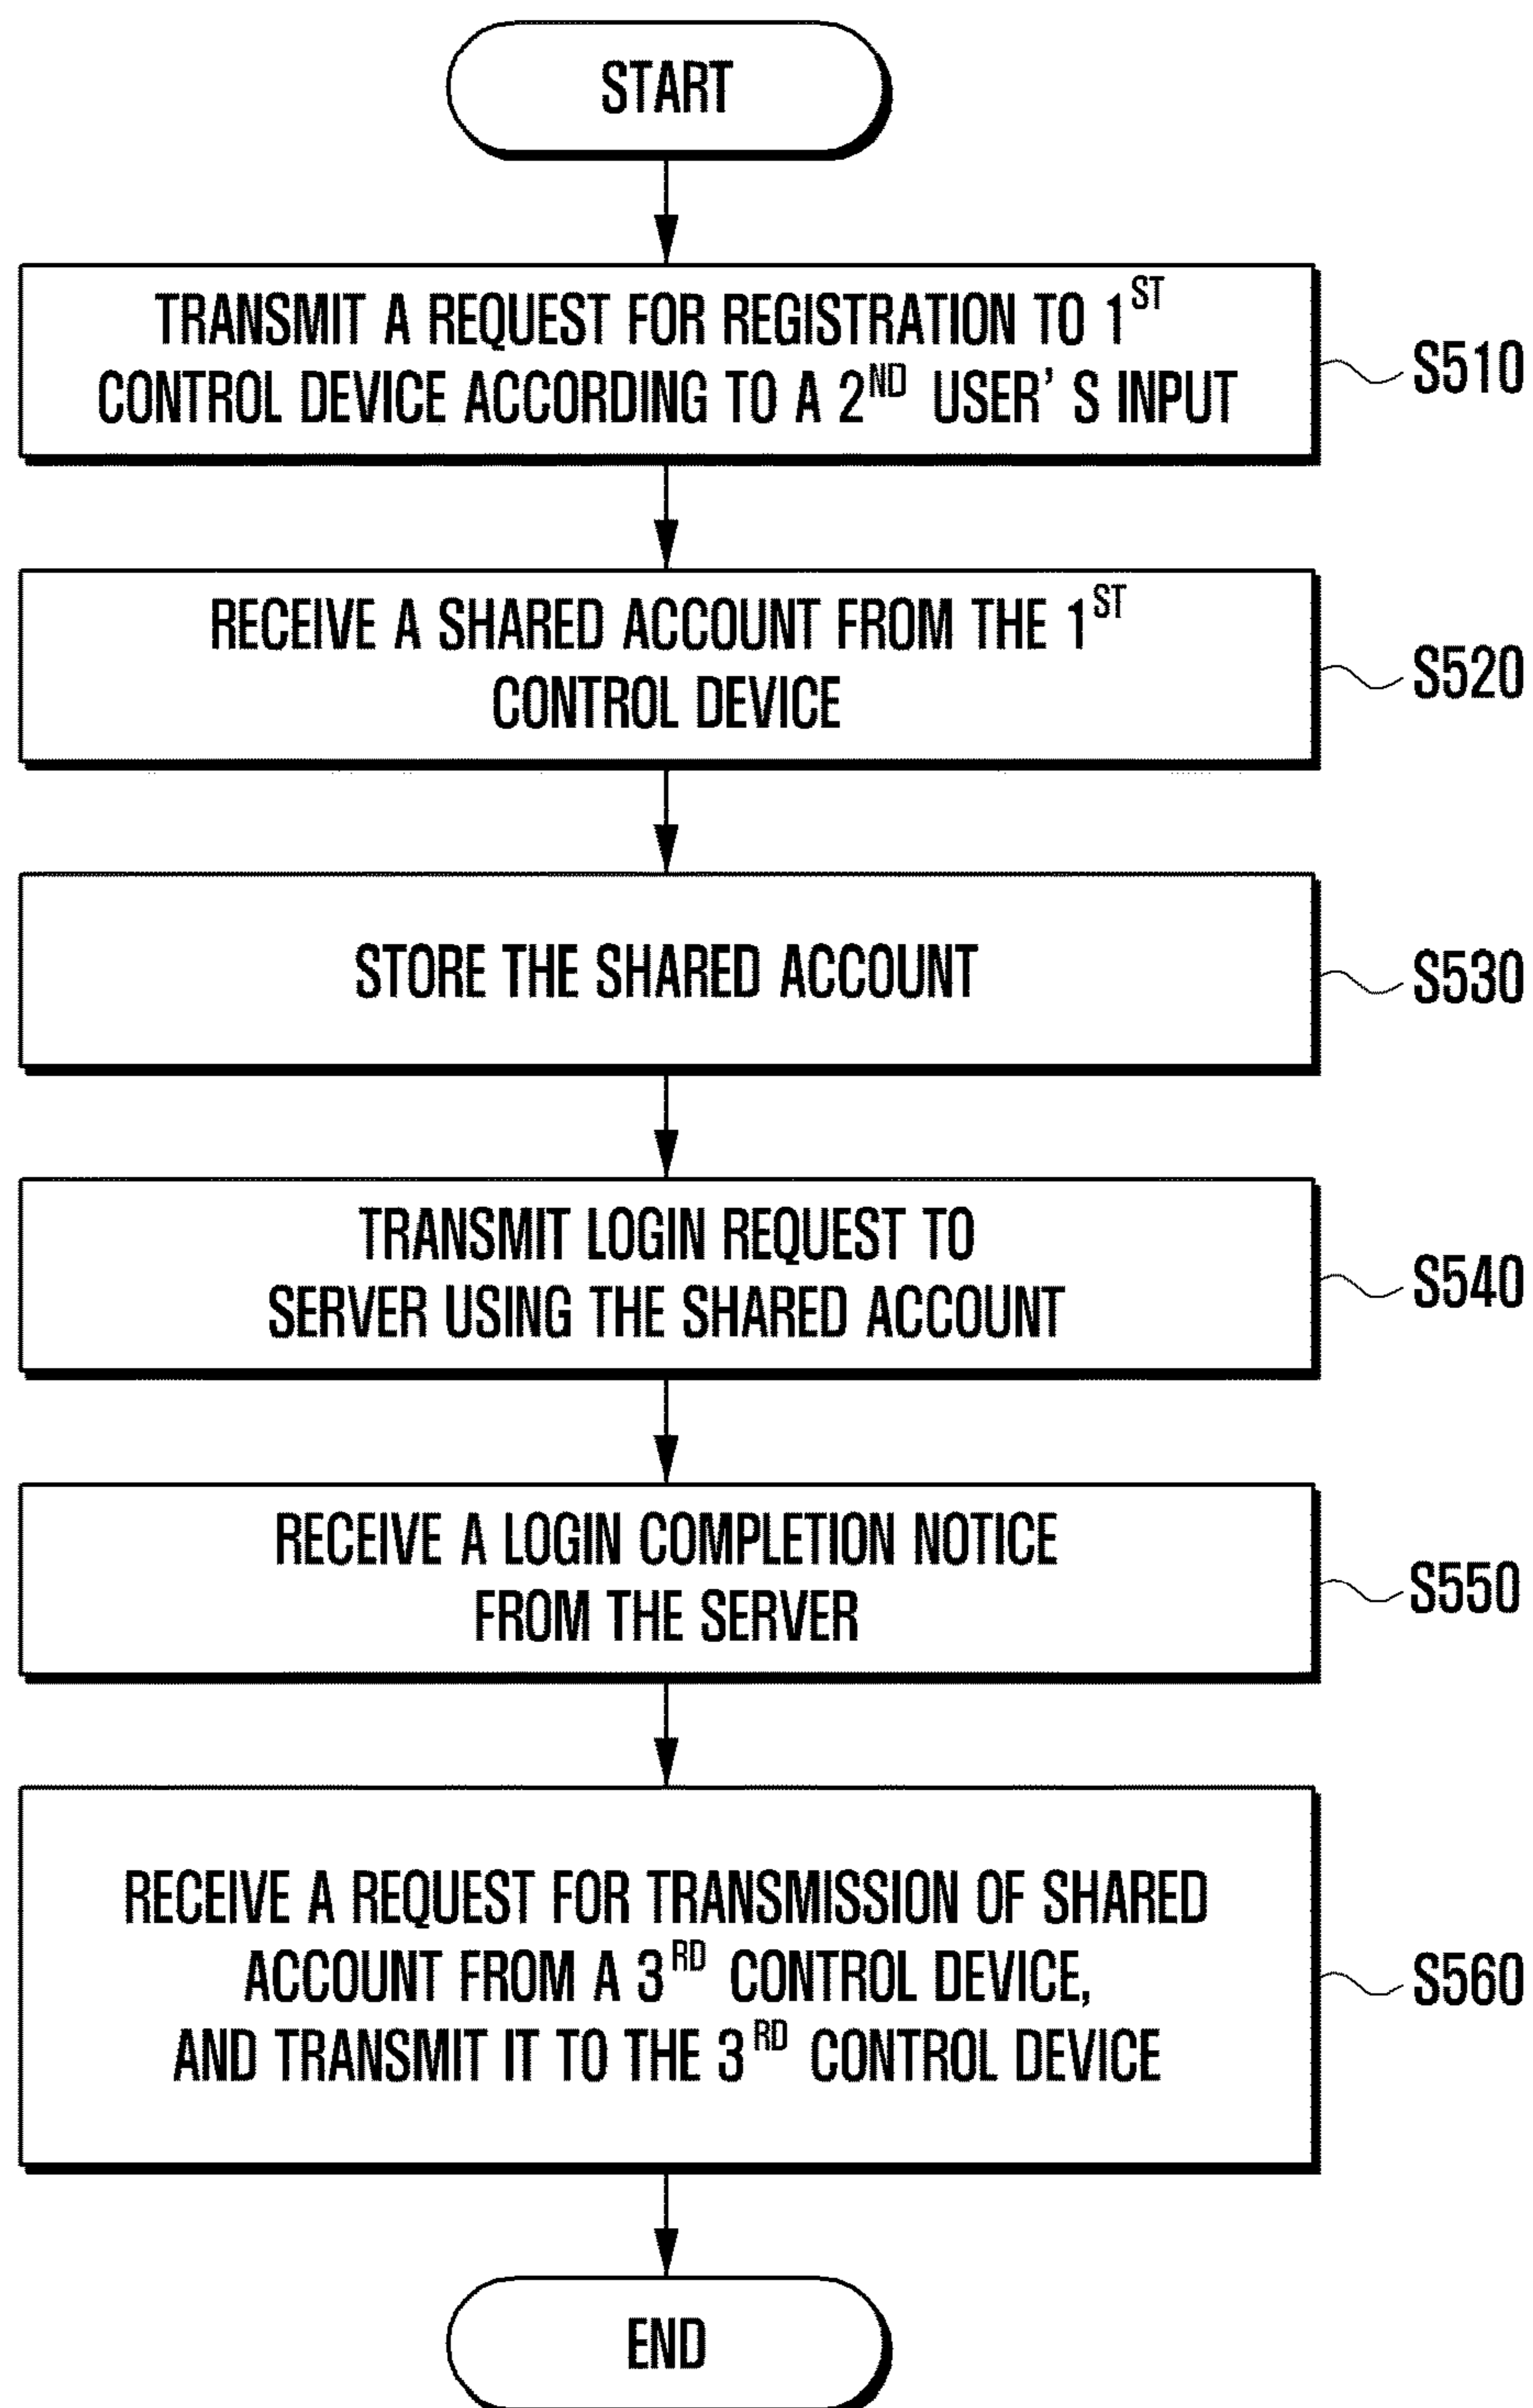 START
TRANSMIT A REQUEST FOR REGISTRATION TO 1ST
CONTROL DEVICE ACCORDING TO A 2ND USER'S INPUT
S510
RECEIVE A SHARED ACCOUNT FROM THE 1ST
CONTROL DEVICE
S520
STORE THE SHARED ACCOUNT
S530
TRANSMIT LOGIN REQUEST TO
SERVER USING THE SHARED ACCOUNT
S540
RECEIVE A LOGIN COMPLETION NOTICE
FROM THE SERVER
S550
RECEIVE A REQUEST FOR TRANSMISSION OF SHARED
ACCOUNT FROM A 3RD CONTROL DEVICE,
AND TRANSMIT IT TO THE 3RD CONTROL DEVICE
S560
END